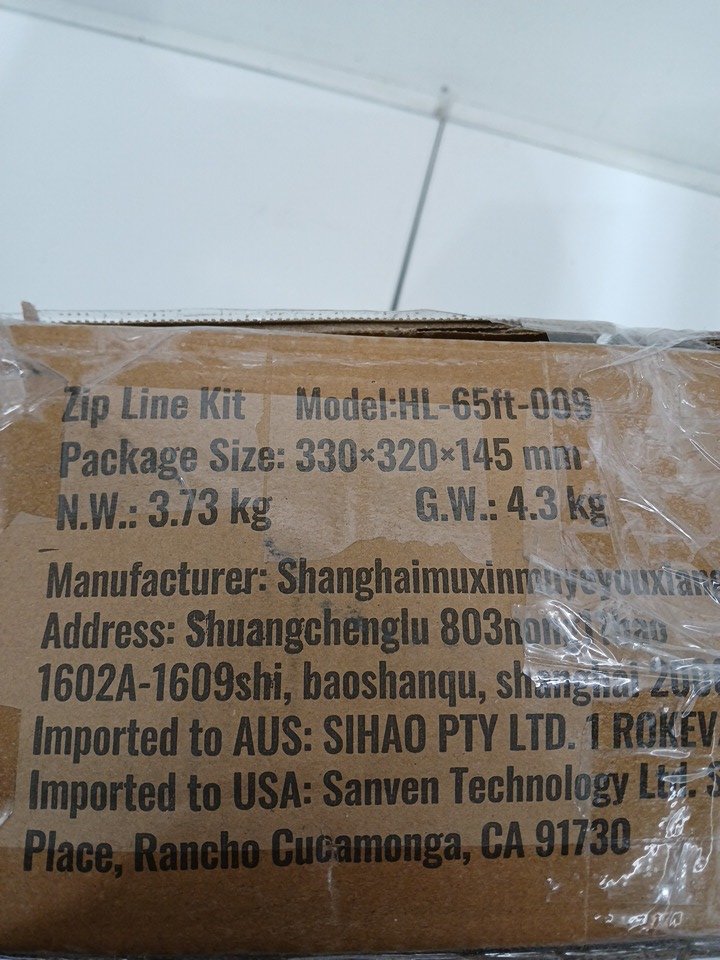 Zip Line Kit Model:HL-65ft-009
Package Size: 330×320×145 mm
N.W.: 3.73 kg G.W.: 4.3 kg
Manufacturer:
Address: Shuangchenglu
1602A-1609shi, baoshanqu, shanghai
Imported to AUS: SIHAO PTY LTD. 1
Imported to USA: Sanven Technology Ltd.
Place, Rancho Cucamonga, CA 91730